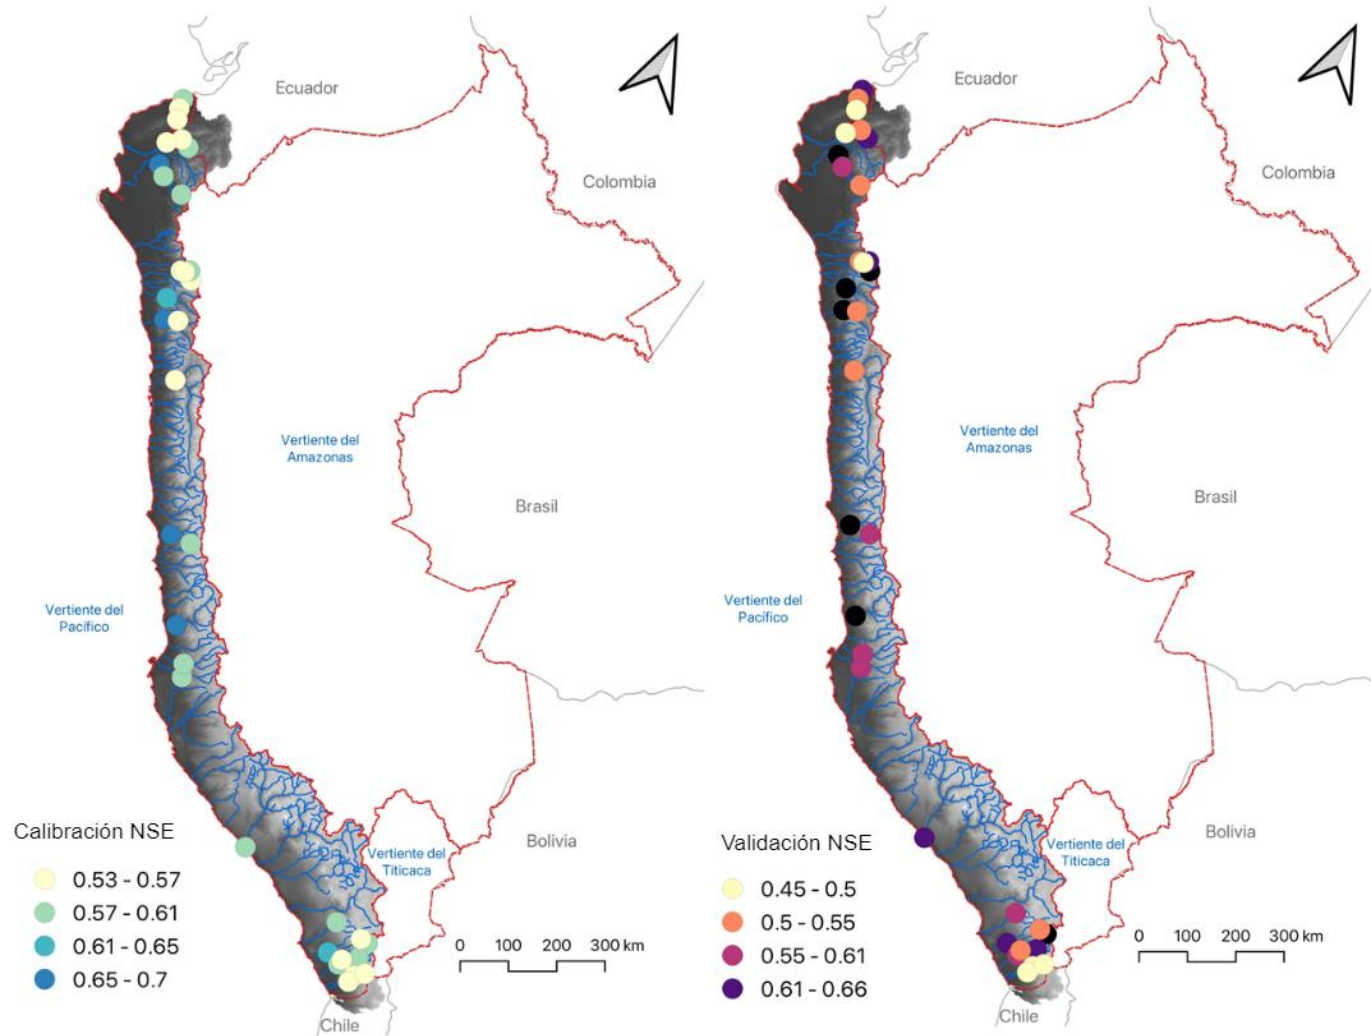 Ecuador
Colombia
Vertiente del
Amazonas
Brasil
Vertiente del
Pacífico
Bolivia
Vertiente del
Titicaca
Chile
Calibración NSE
0.53 - 0.57
0.57 - 0.61
0.61 - 0.65
0.65 - 0.7
0 100 200 300 km
Ecuador
Colombia
Vertiente del
Amazonas
Brasil
Vertiente del
Pacífico
Bolivia
Vertiente del
Titicaca
Chile
Validación NSE
0.45 - 0.5
0.5 - 0.55
0.55 - 0.61
0.61 - 0.66
0 100 200 300 km